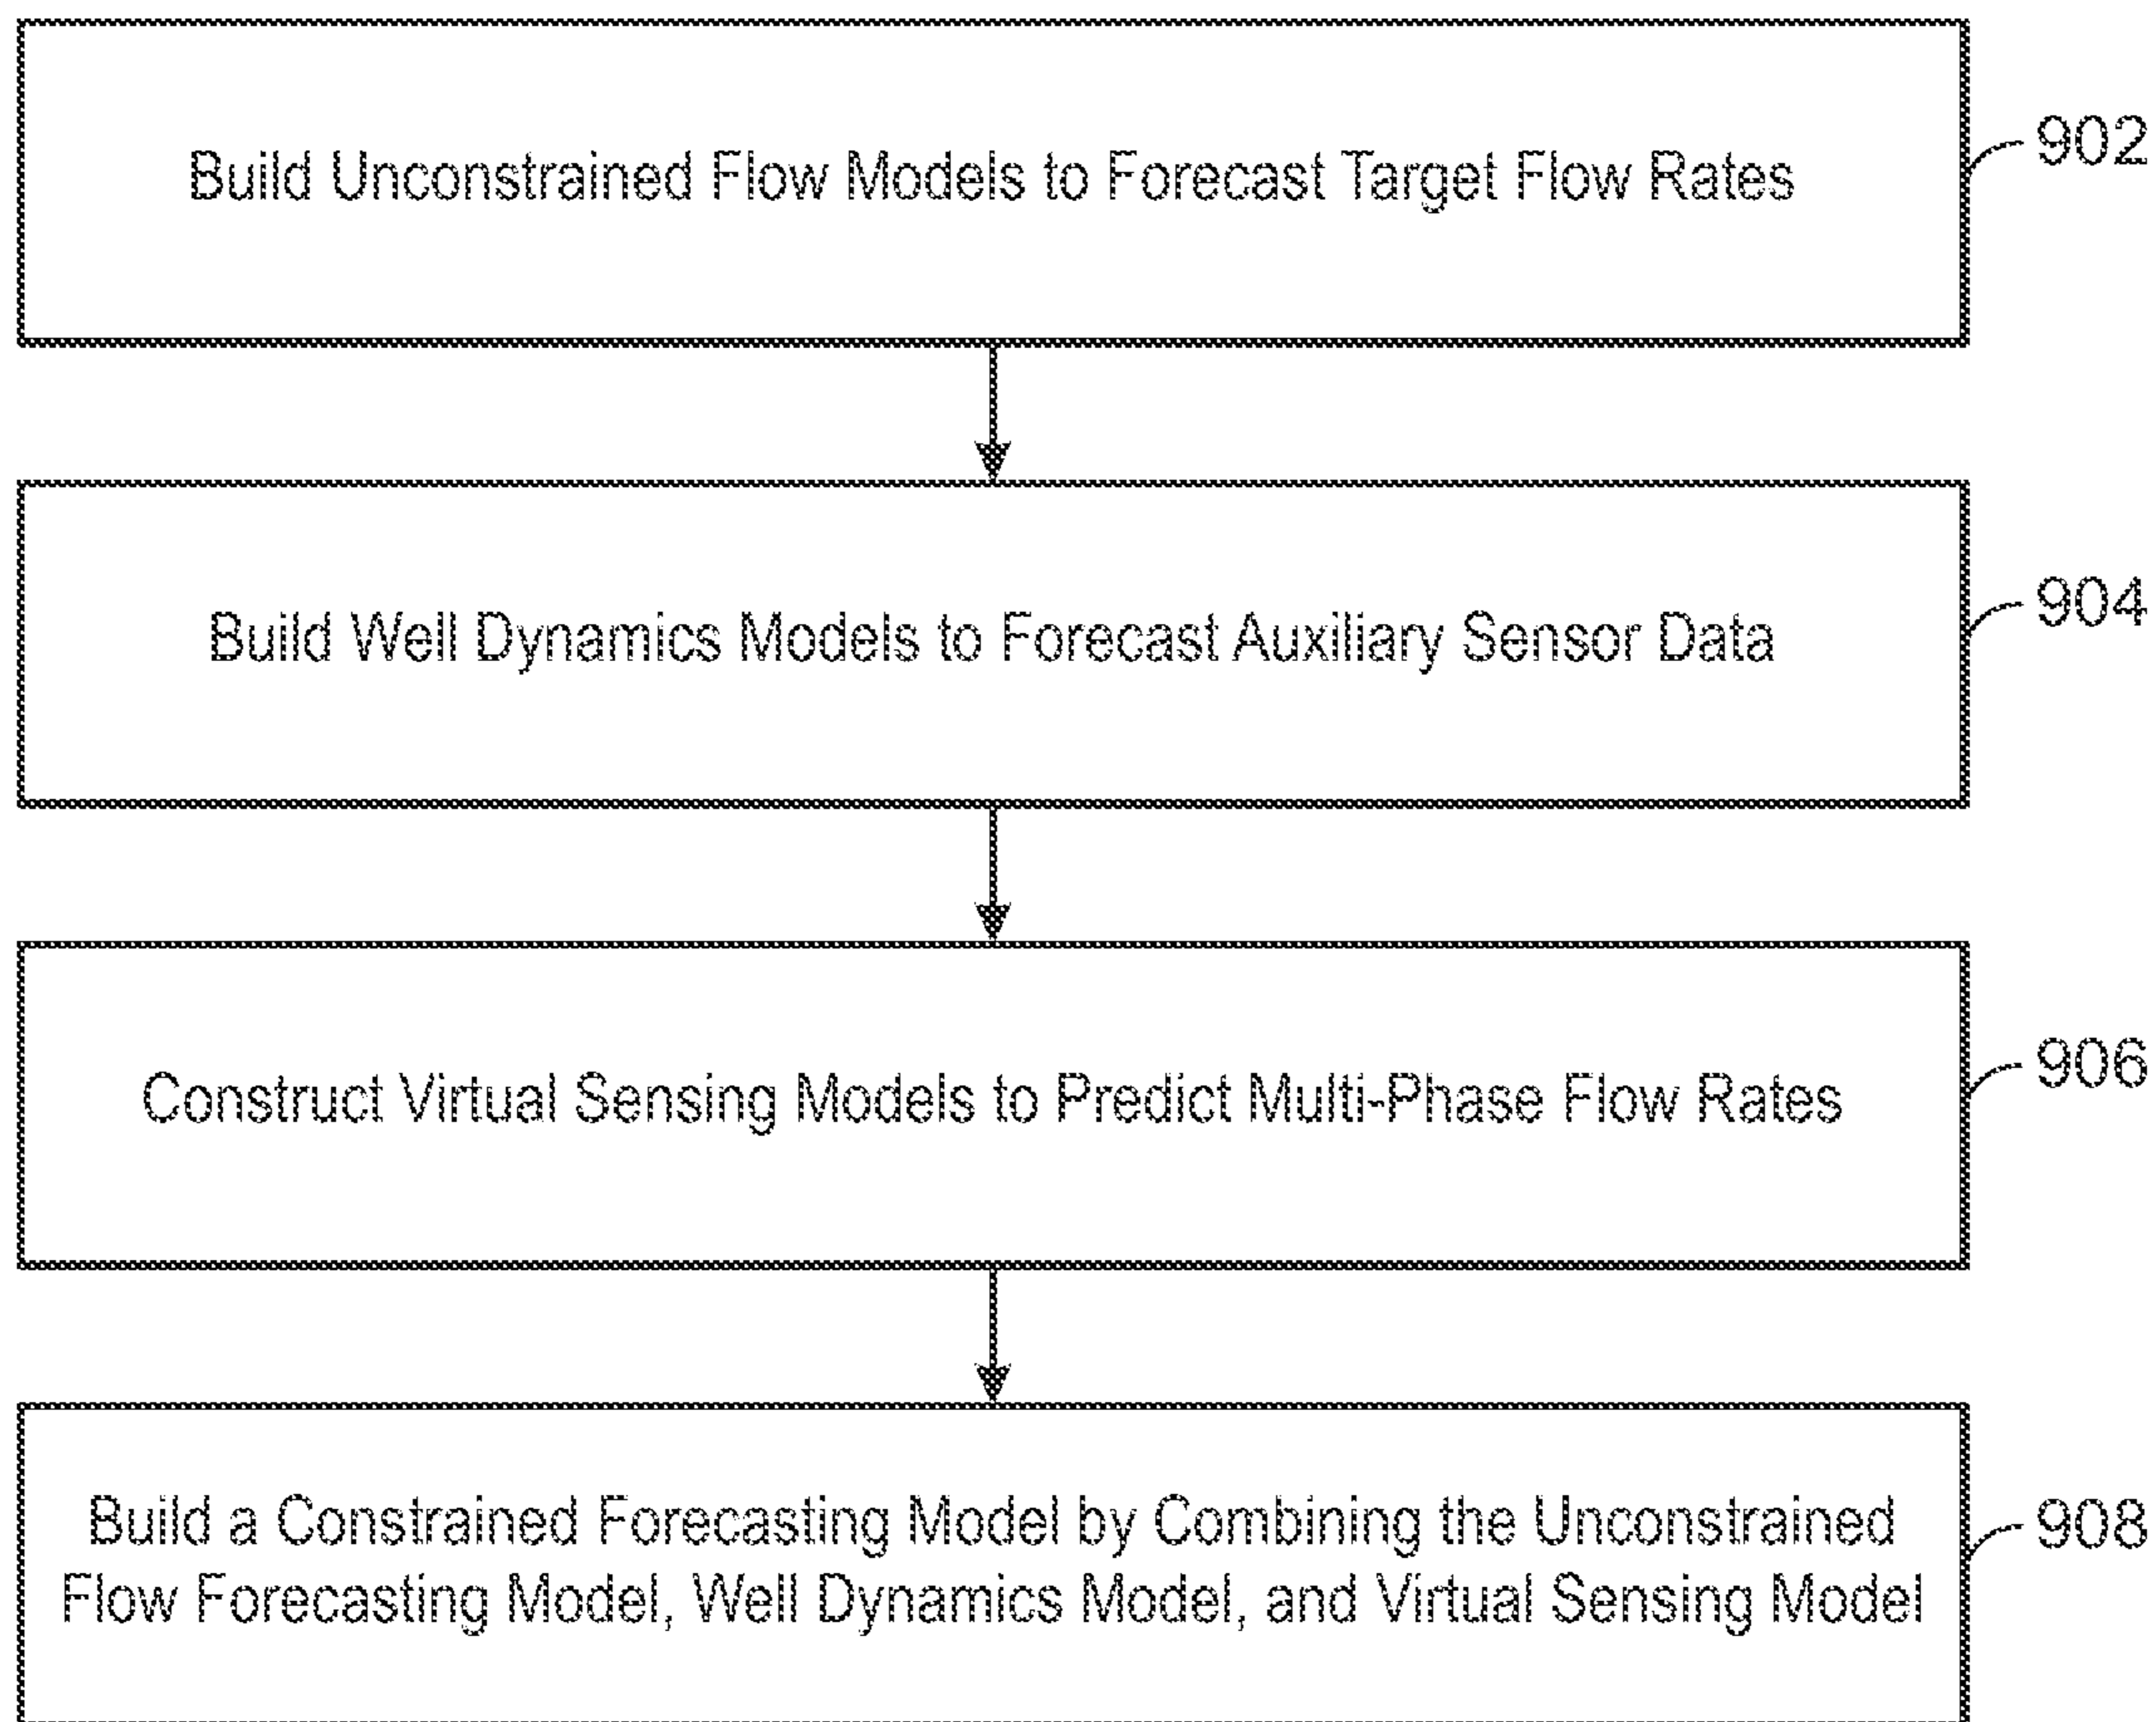 Build Unconstrained Flow Models to Forecast Target Flow Rates
902
Build Well Dynamics Models to Forecast Auxiliary Sensor Data
904
Construct Virtual Sensing Models to Predict Multi-Phase Flow Rates
906
Build a Constrained Forecasting Model by Combining the Unconstrained
Flow Forecasting Model, Well Dynamics Model, and Virtual Sensing Model
908